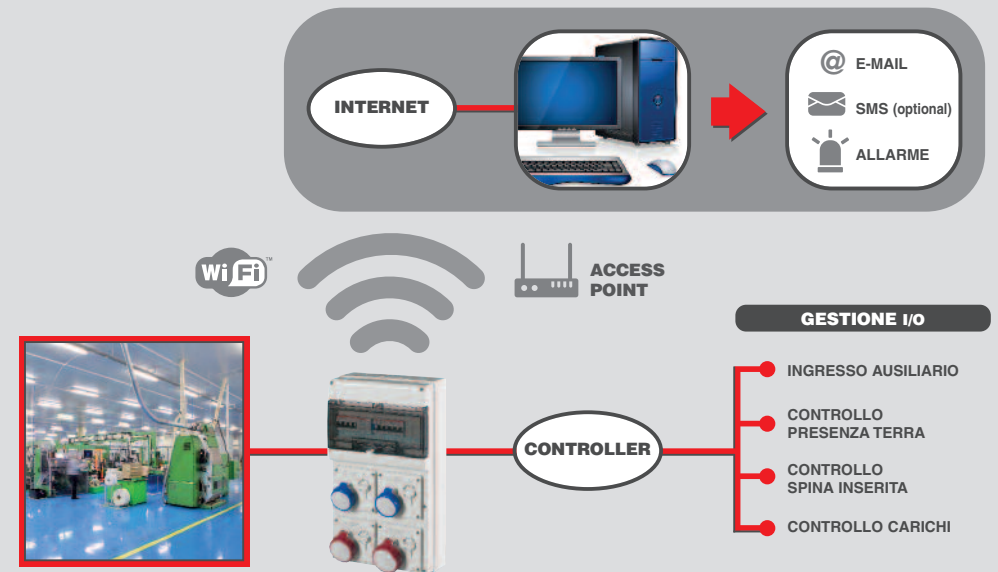 INTERNET
@ E-MAIL
SMS (optional)
ALLARME
Wi Fi™
ACCESS
POINT
GESTIONE I/O
INGRESSO AUSILIARIO
CONTROLLO
PRESENZA TERRA
CONTROLLER
CONTROLLO
SPINA INSERITA
CONTROLLO CARICHI